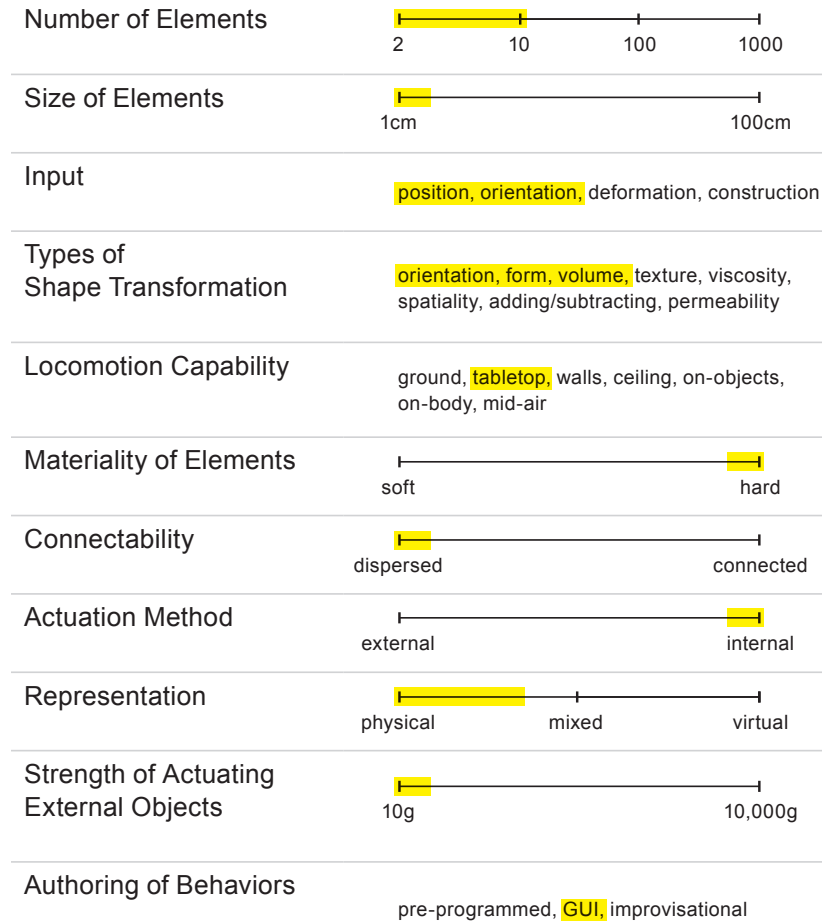 Number of Elements
2 10 100 1000
Size of Elements
1cm 100cm
Input
position, orientation, deformation, construction
Types of
Shape Transformation
orientation, form, volume, texture, viscosity,
spatiality, adding/subtracting, permeability
Locomotion Capability
ground, tabletop, walls, ceiling, on-objects,
on-body, mid-air
Materiality of Elements
soft hard
Connectability
dispersed connected
Actuation Method
external internal
Representation
physical mixed virtual
Strength of Actuating
External Objects
10g 10,000g
Authoring of Behaviors
pre-programmed, GUI, improvisational